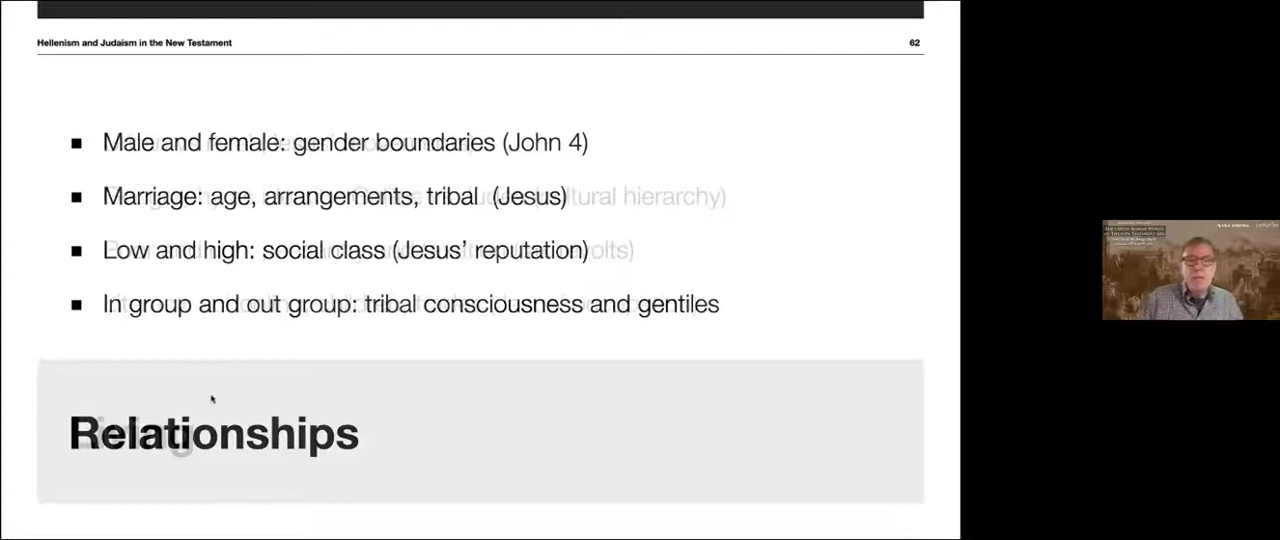 Hellenism and Judaism in the New Testament
62
■ Male and female: gender boundaries (John 4)
■ Marriage: age, arrangements, tribal (Jesus)
■ Low and high: social class (Jesus’ reputation)
■ In group and out group: tribal consciousness and gentiles
Relationships